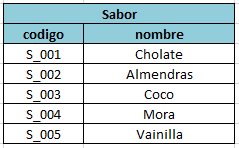 Sabor
codigo nombre
S_001 Cholate
S_002 Almendras
S_003 Coco
S_004 Mora
S_005 Vainilla